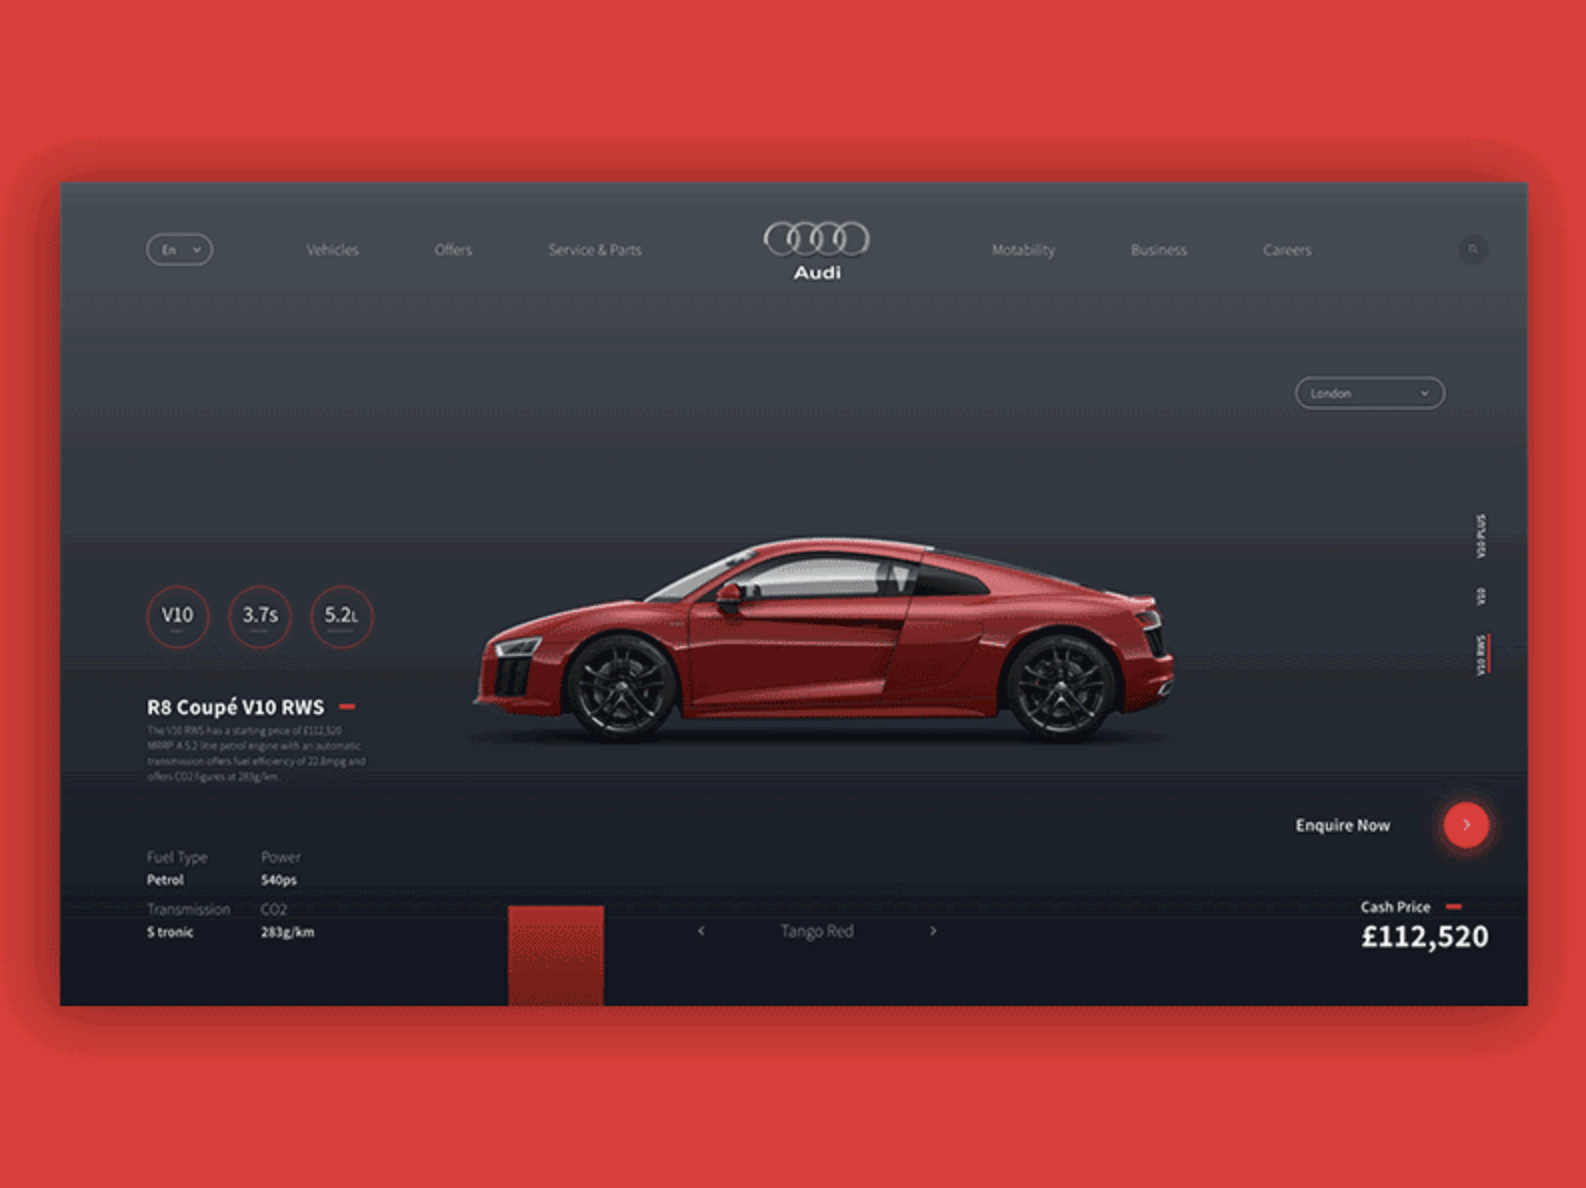 En
Vehicles
Offers
Service & Parts
Audi
Motability
Business
Careers
London
V10 PLUS
V10
V10 RWS
V10
3.7s
5.2L
R8 Coupé V10 RWS
The V10 RWS has a starting price of £112,520
MRRP. A 5.2 litre petrol engine with an automatic
transmission offers fuel efficiency of 22.8mpg and
offers CO2 figures at 283g/km.
Enquire Now
Fuel Type
Power
Petrol
540ps
Transmission
CO2
S tronic
283g/km
Tango Red
Cash Price
£112,520